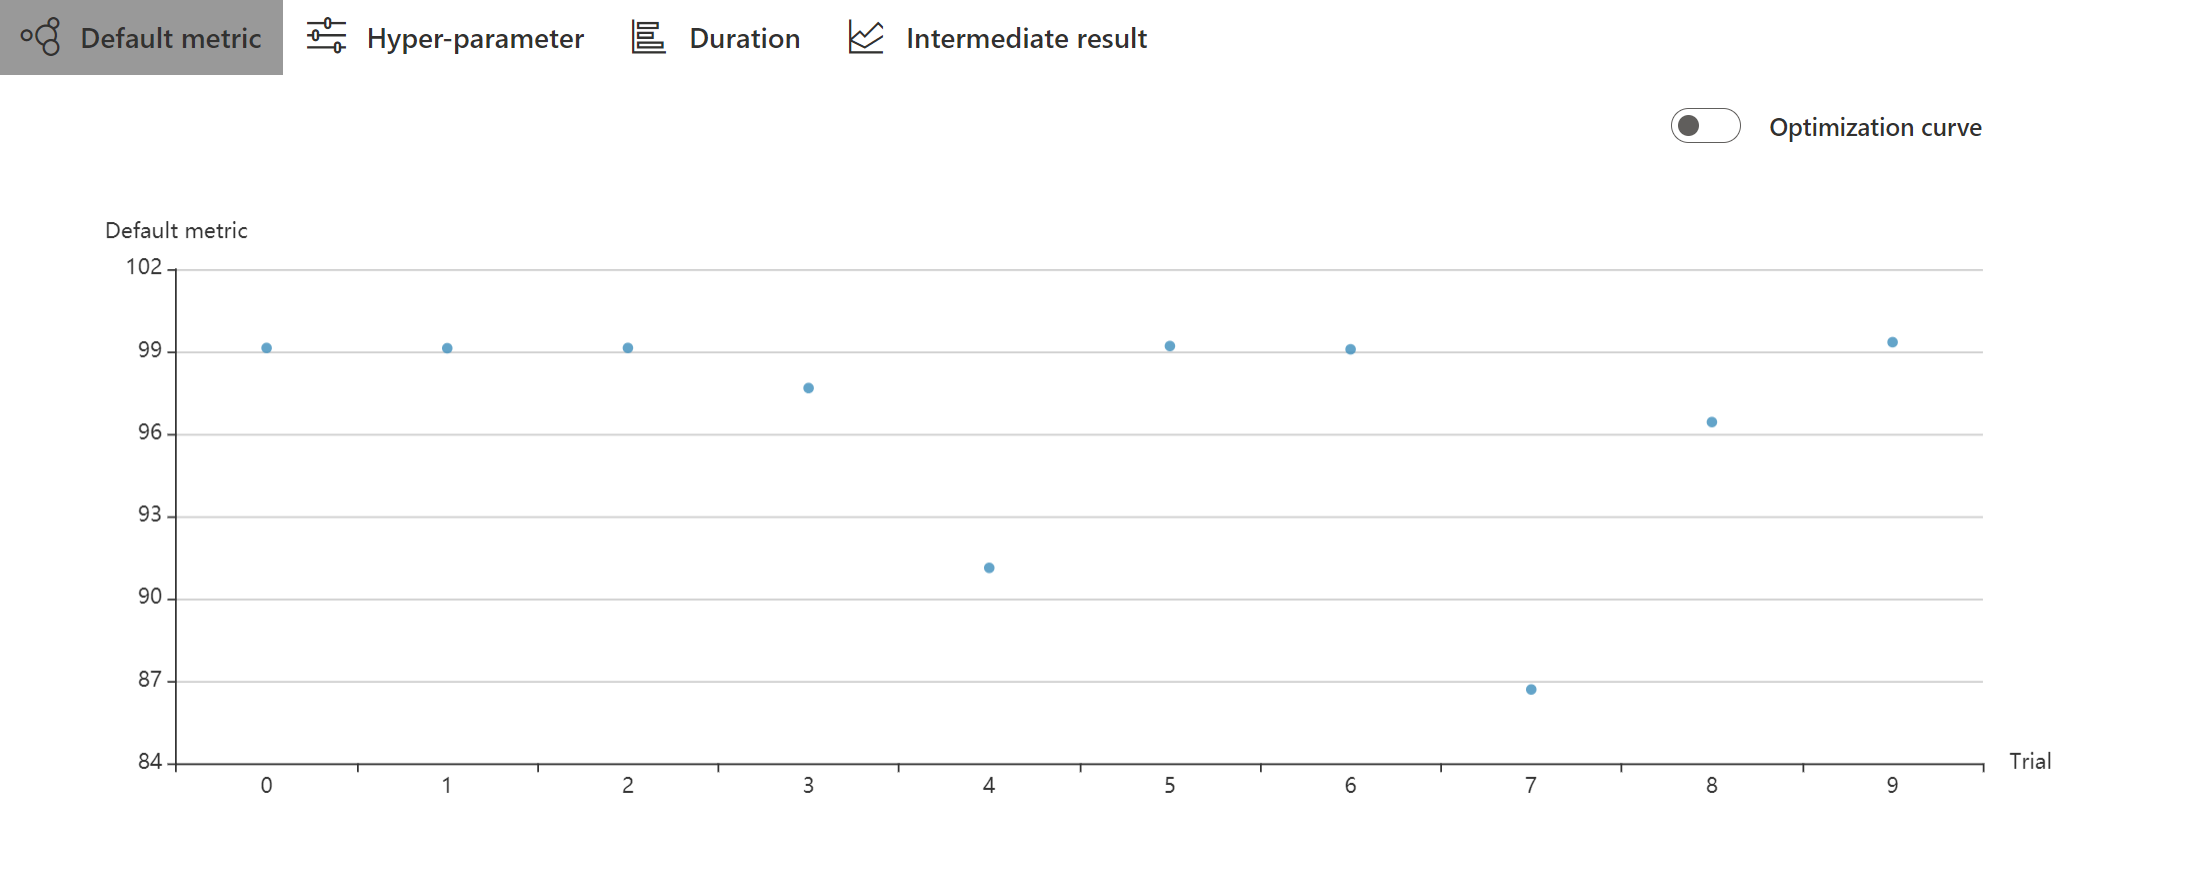 Default metric Hyper-parameter Duration Intermediate result
Optimization curve
Default metric
102
99
96
93
90
87
84
Trial
0 1 2 3 4 5 6 7 8 9